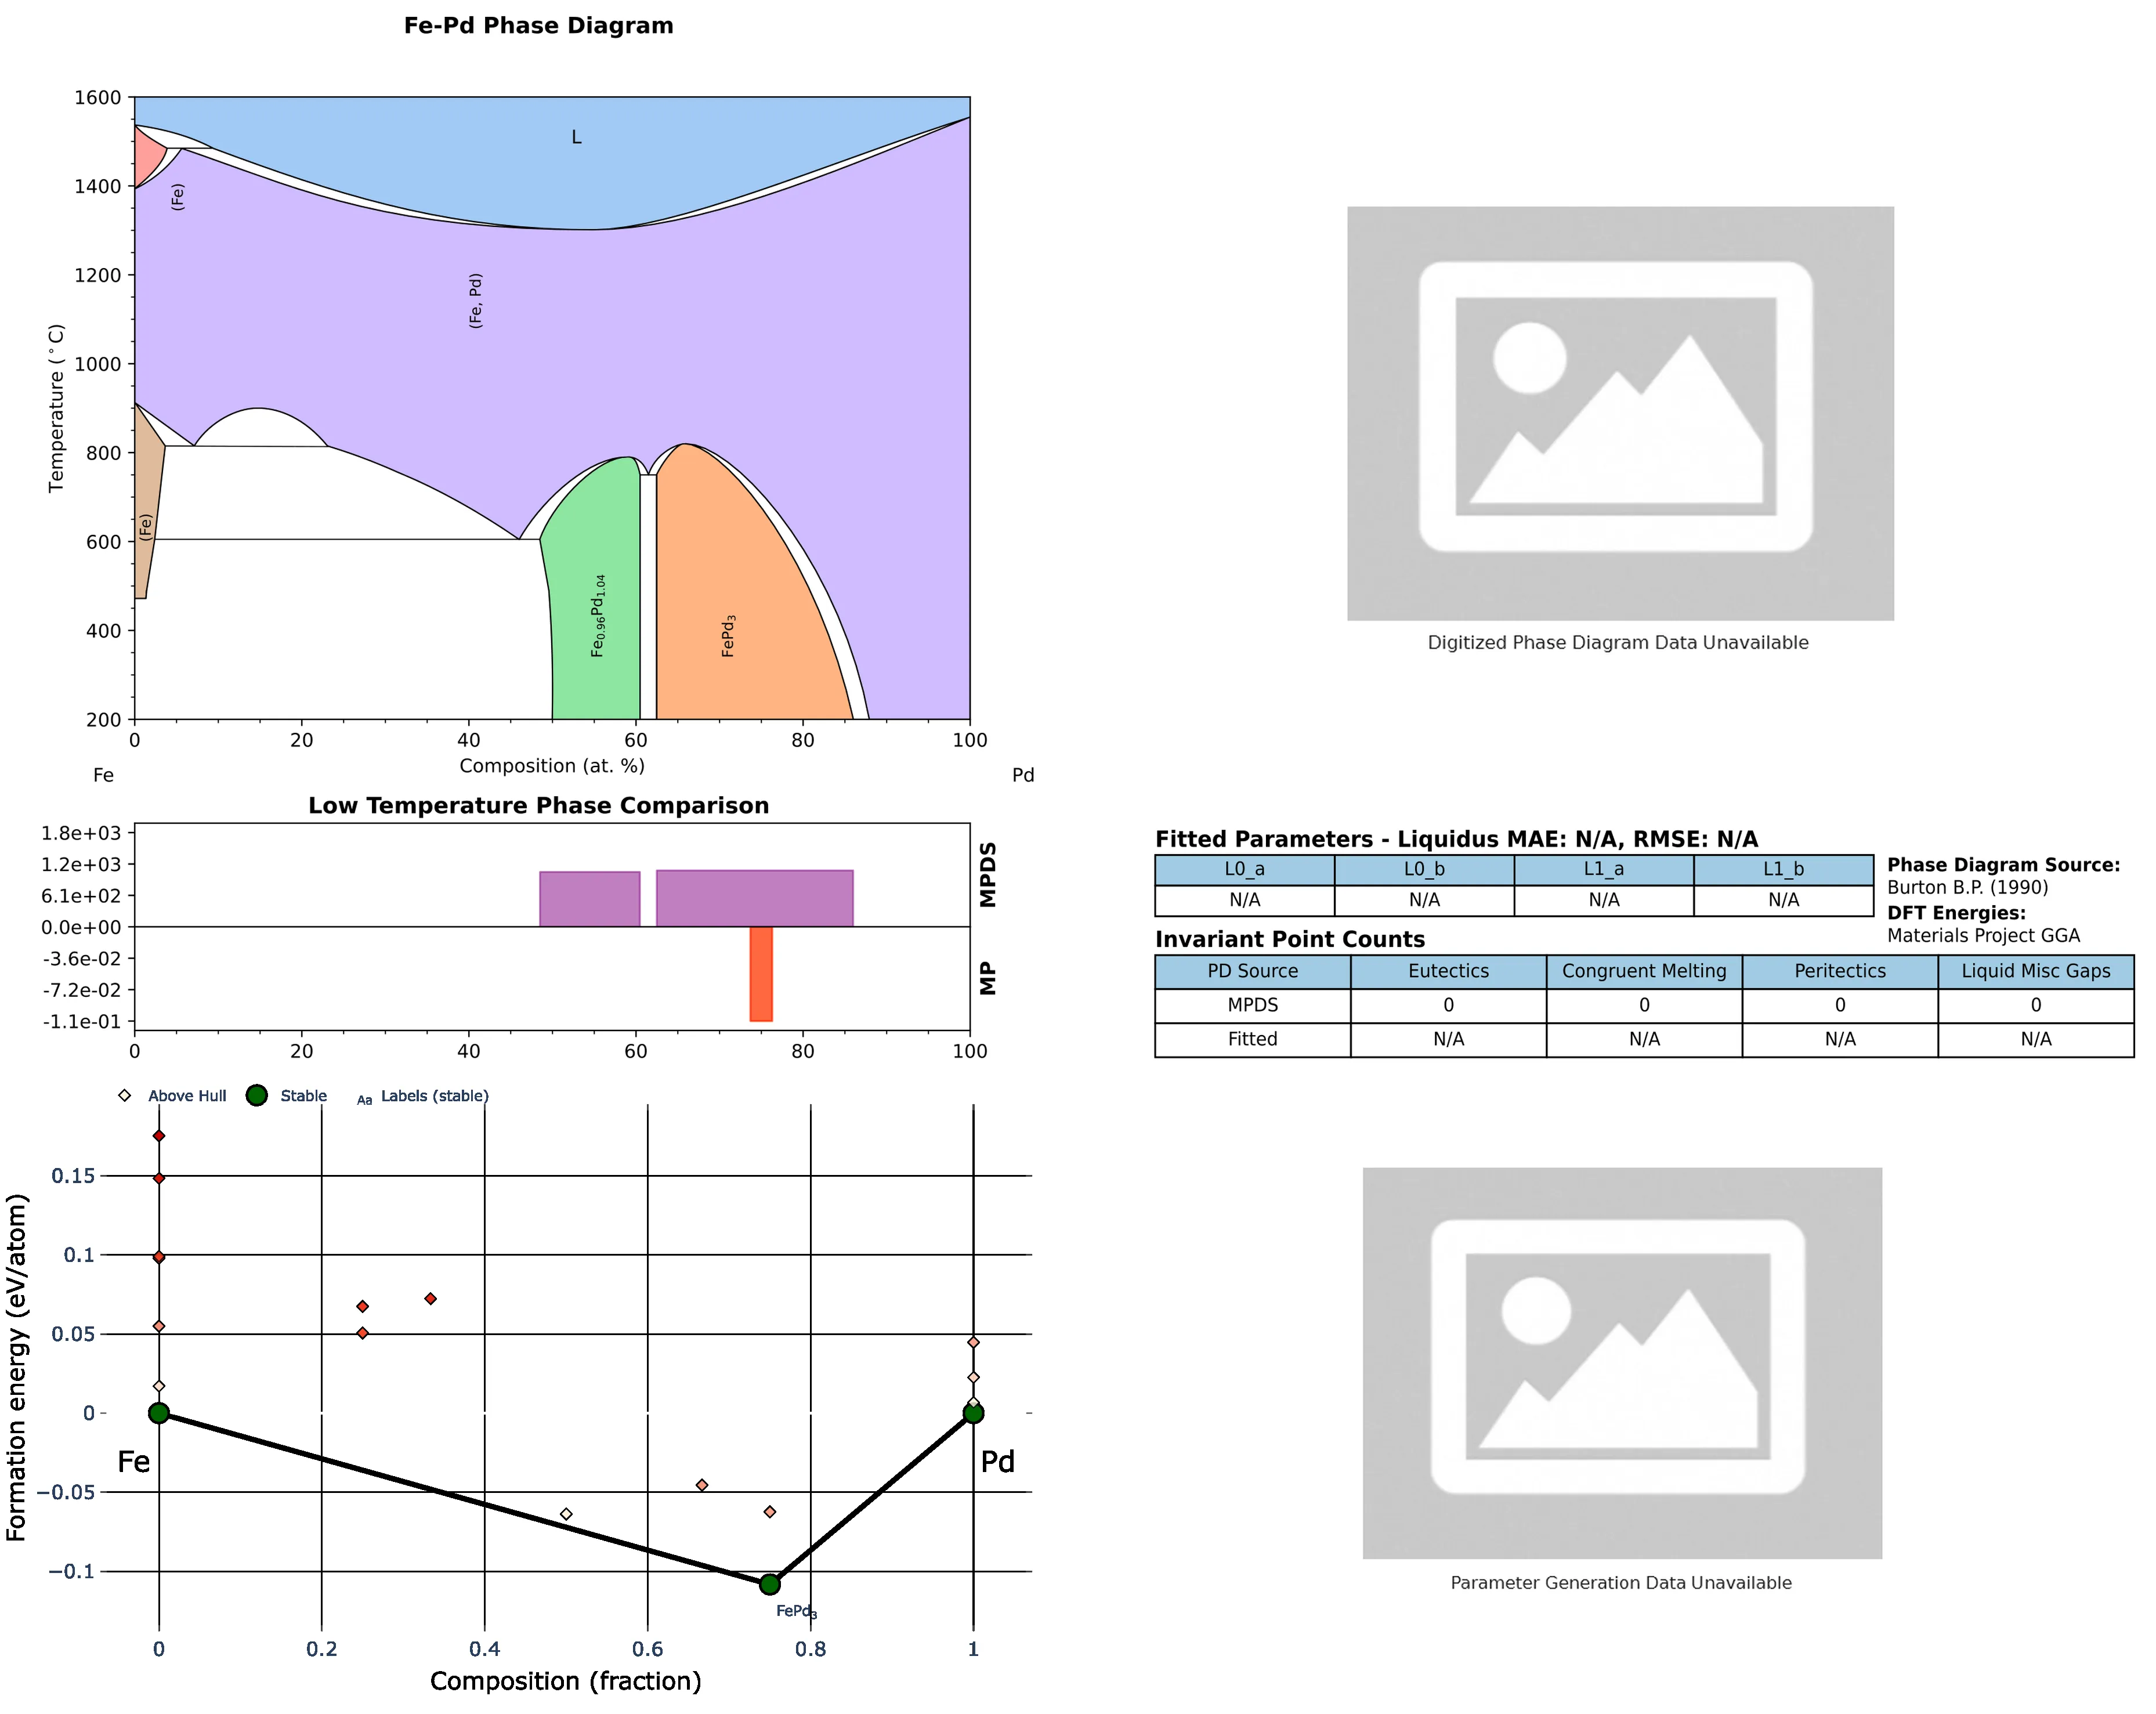 Fe-Pd Phase Diagram
1600
1400
1200
1000
800
600
400
200
Temperature (°C)
L
(Fe)
(Fe, Pd)
(Fe)
Fe0.96Pd1.04
FePd3
0 20 40 60 80 100
Composition (at. %)
Fe Pd
Digitized Phase Diagram Data Unavailable
Low Temperature Phase Comparison
1.8e+03
1.2e+03
6.1e+02
0.0e+00
-3.6e-02
-7.2e-02
-1.1e-01
MPDS
MP
0 20 40 60 80 100
Fitted Parameters - Liquidus MAE: N/A, RMSE: N/A
L0_a L0_b L1_a L1_b
N/A N/A N/A N/A
Phase Diagram Source:
Burton B.P. (1990)
DFT Energies:
Materials Project GGA
Invariant Point Counts
PD Source Eutectics Congruent Melting Peritectics Liquid Misc Gaps
MPDS 0 0 0 0
Fitted N/A N/A N/A N/A
Above Hull Stable Aa Labels (stable)
0.15
0.1
0.05
0
−0.05
−0.1
Formation energy (eV/atom)
Fe
Pd
FePd3
0 0.2 0.4 0.6 0.8 1
Composition (fraction)
Parameter Generation Data Unavailable